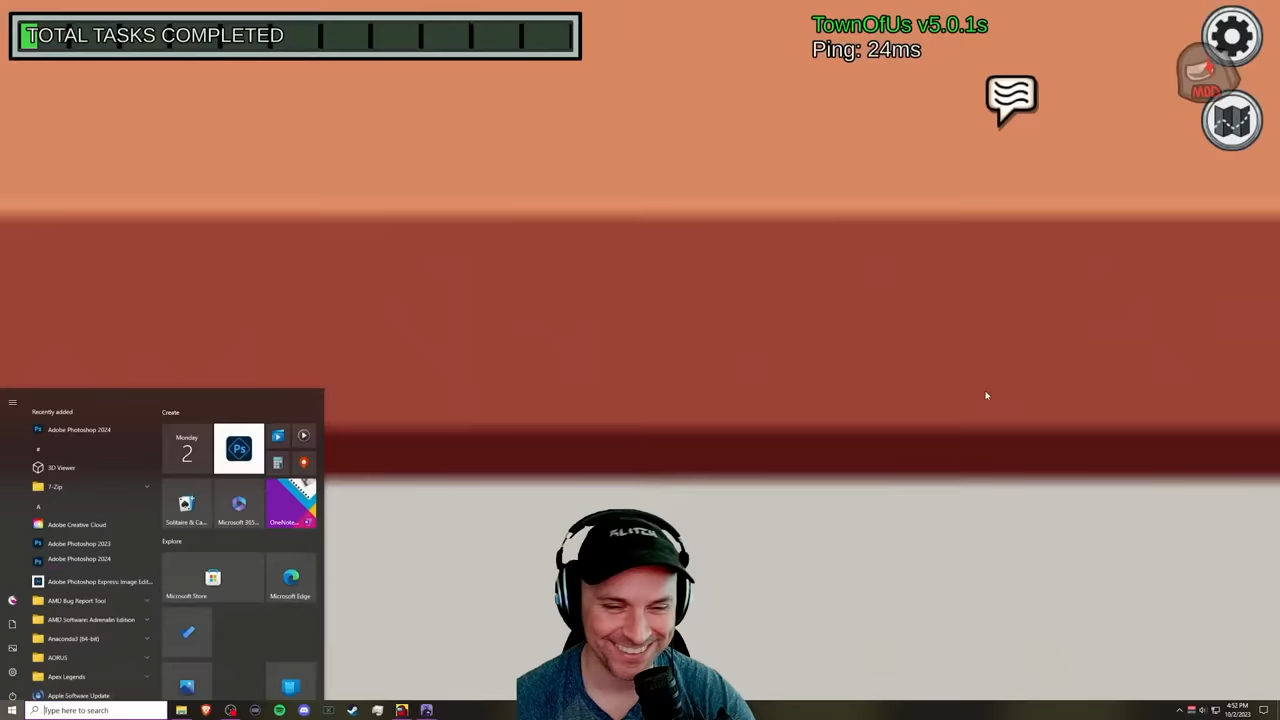 TOTAL TASKS COMPLETED
TownOfUs v5.0.1s
Ping: 24ms
MOD
Recently added
Adobe Photoshop 2024
#
3D Viewer
7-Zip
A
Adobe Creative Cloud
Adobe Photoshop 2023
Adobe Photoshop 2024
Adobe Photoshop Express: Image Edit...
AMD Bug Report Tool
AMD Software: Adrenalin Edition
Anaconda3 (64-bit)
AORUS
Apex Legends
Apple Software Update
Create
Monday
2
Ps
Solitaire & Ca...
Microsoft 365...
OneNote...
Explore
Microsoft Store
Microsoft Edge
GLITCH
Type here to search
4:52 PM
10/2/2023